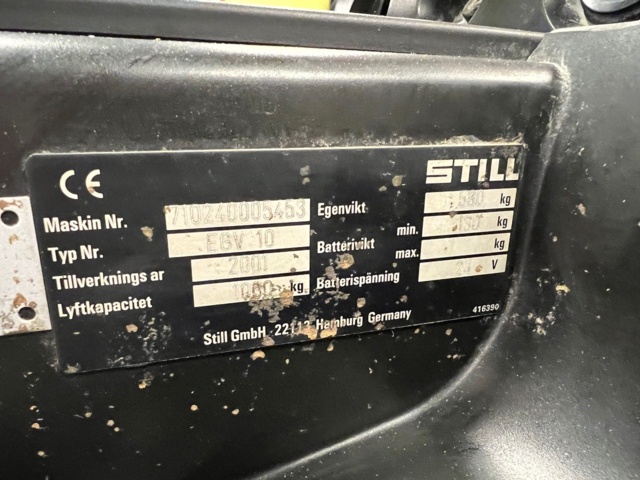 CE STILL
Maskin Nr. 710240005453 Egenvikt kg
Typ Nr. EGV 10 Batterivikt min. kg
Tillverknings ar 2001 max. kg
Lyftkapacitet 1000 kg Batterispänning V
Still GmbH, 22113 Hamburg Germany 416390